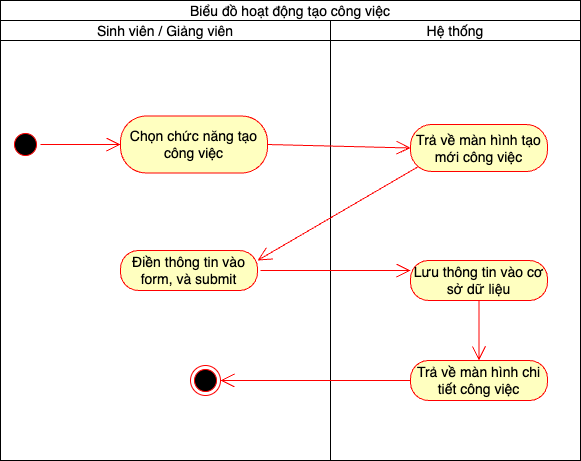 Biểu đồ hoạt động tạo công việc
Sinh viên / Giảng viên
Hệ thống
Chọn chức năng tạo
công việc
Trả về màn hình tạo
mới công việc
Điền thông tin vào
form, và submit
Lưu thông tin vào cơ
sở dữ liệu
Trả về màn hình chi
tiết công việc